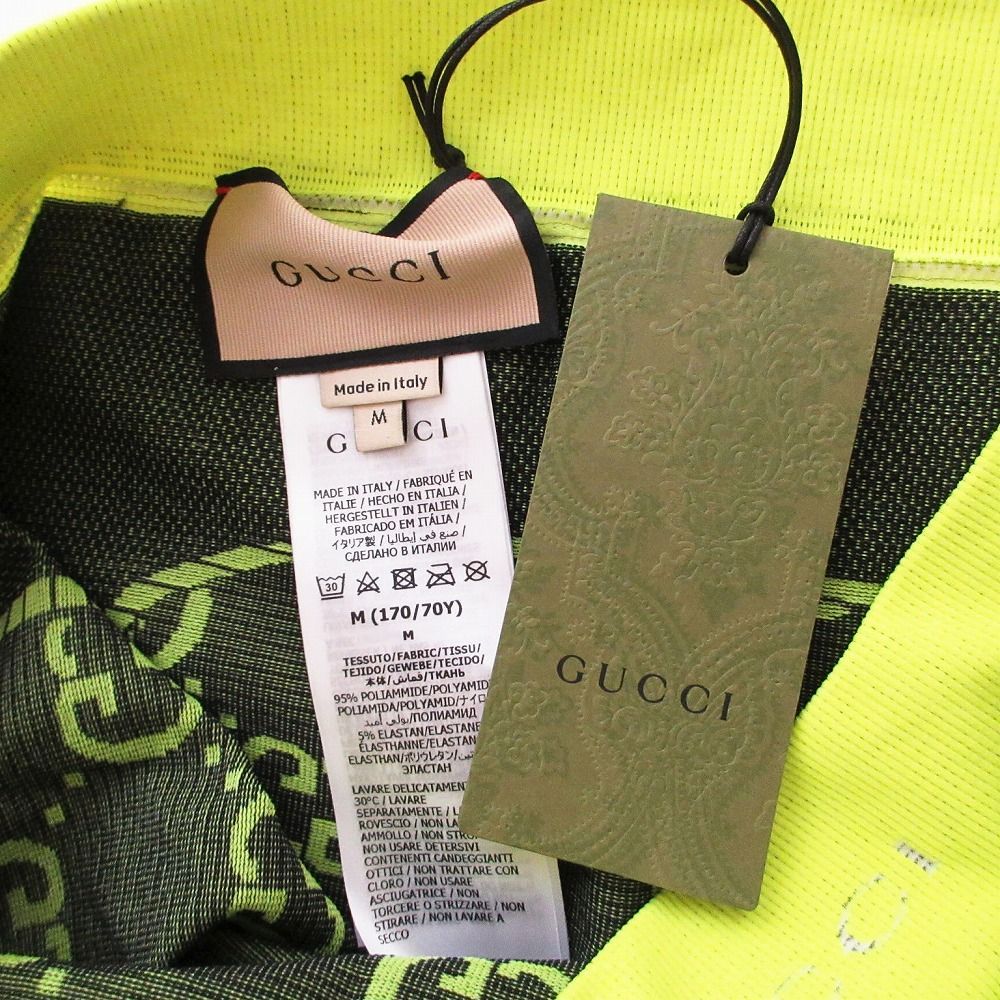 GUCCI
Made in Italy
M
GUCCI
MADE IN ITALY / FABRIQUÉ EN
ITALIE / HECHO EN ITALIA /
HERGESTELLT IN ITALIEN /
FABRICADO EM ITÁLIA /
イタリア製 / صنع في إيطاليا /
СДЕЛАНО В ИТАЛИИ
30
M (170/70Y)
M
TESSUTO/FABRIC/TISSU/
TEJIDO/GEWEBE/TECIDO/
本体/قماش/ТКАНЬ
95% POLIAMMIDE/POLYAMID
POLIAMIDA/POLYAMID/ナイロ
بولي أميد/ПОЛИАМИД
5% ELASTAN/ELASTANE
ÉLASTHANNE/ELASTAN
ELASTHAN/ポリウレタン/
ЭЛАСТАН
LAVARE DELICATAMEN
30°C / LAVARE
SEPARATAMENTE / L
ROVESCIO / NON LA
AMMOLLO / NON STRO
NON USARE DETERSIVI
CONTENENTI CANDEGGIANTI
OTTICI / NON TRATTARE CON
CLORO / NON USARE
ASCIUGATRICE / NON
TORCERE O STRIZZARE / NON
STIRARE / NON LAVARE A
SECCO
GUCCI